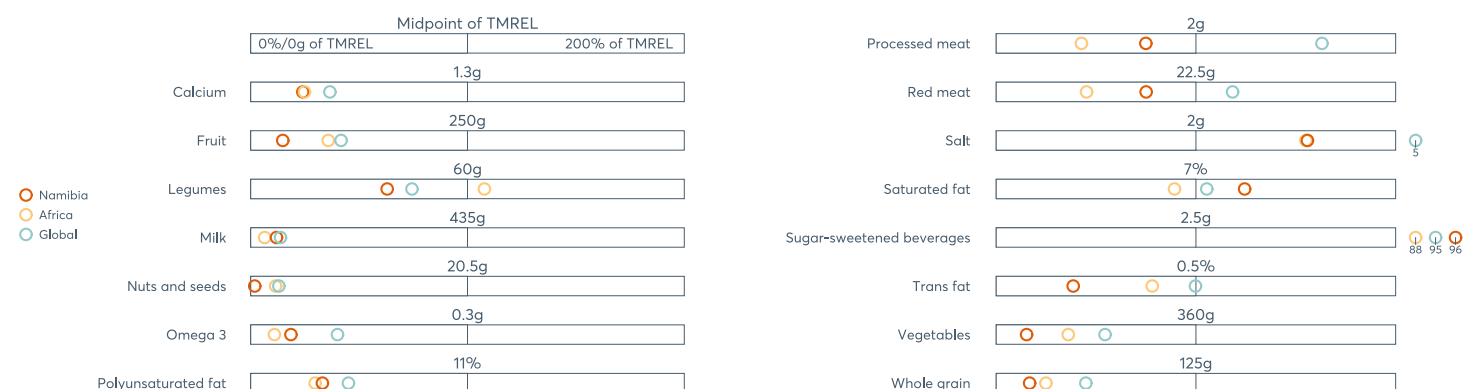 Midpoint of TMREL
0%/0g of TMREL 200% of TMREL
1.3g
Calcium
250g
Fruit
60g
Legumes
435g
Milk
20.5g
Nuts and seeds
0.3g
Omega 3
11%
Polyunsaturated fat
Namibia
Africa
Global
2g
Processed meat
22.5g
Red meat
2g
Salt
5
7%
Saturated fat
2.5g
Sugar-sweetened beverages
88 95 96
0.5%
Trans fat
360g
Vegetables
125g
Whole grain